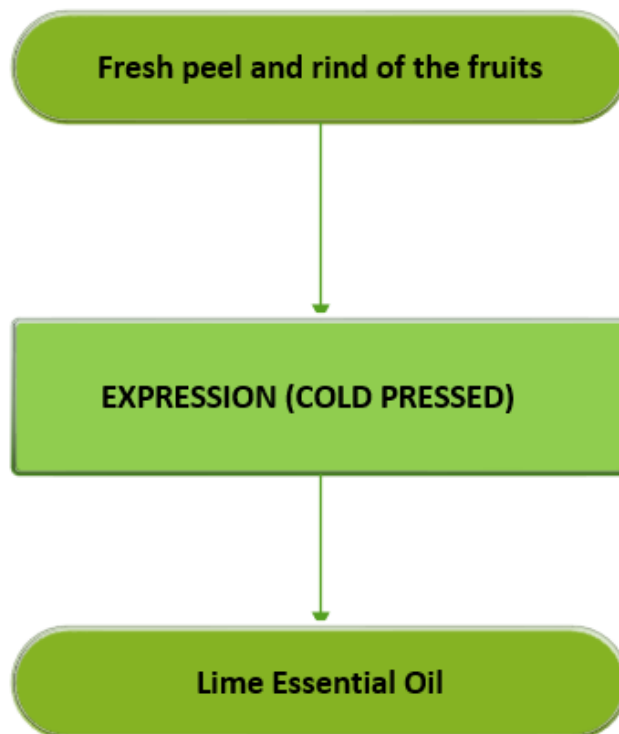 Fresh peel and rind of the fruits
EXPRESSION (COLD PRESSED)
Lime Essential Oil